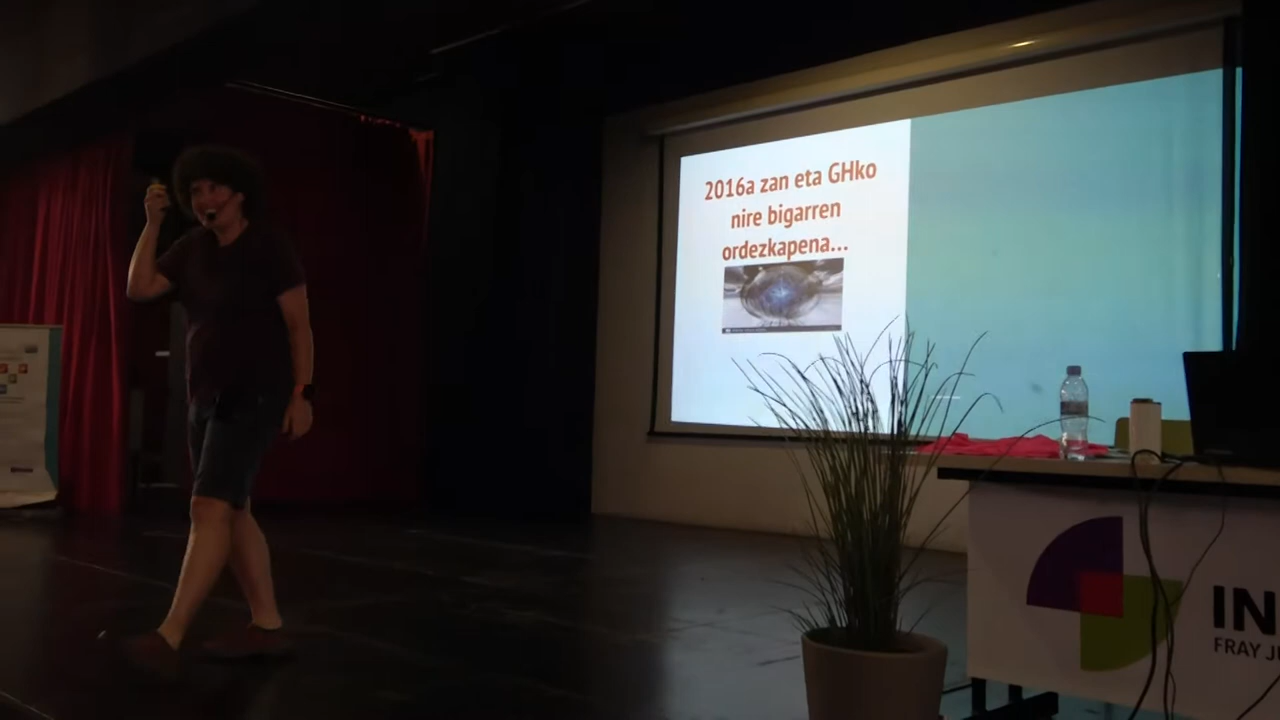 2016a zan eta GHko
nire bigarren
ordezkapena...
IN
FRAY J